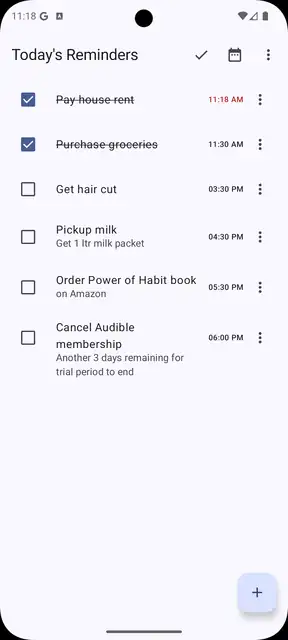 11:18
Today's Reminders
Pay house rent
11:18 AM
Purchase groceries
11:30 AM
Get hair cut
03:30 PM
Pickup milk
Get 1 ltr milk packet
04:30 PM
Order Power of Habit book
on Amazon
05:30 PM
Cancel Audible
membership
Another 3 days remaining for
trial period to end
06:00 PM